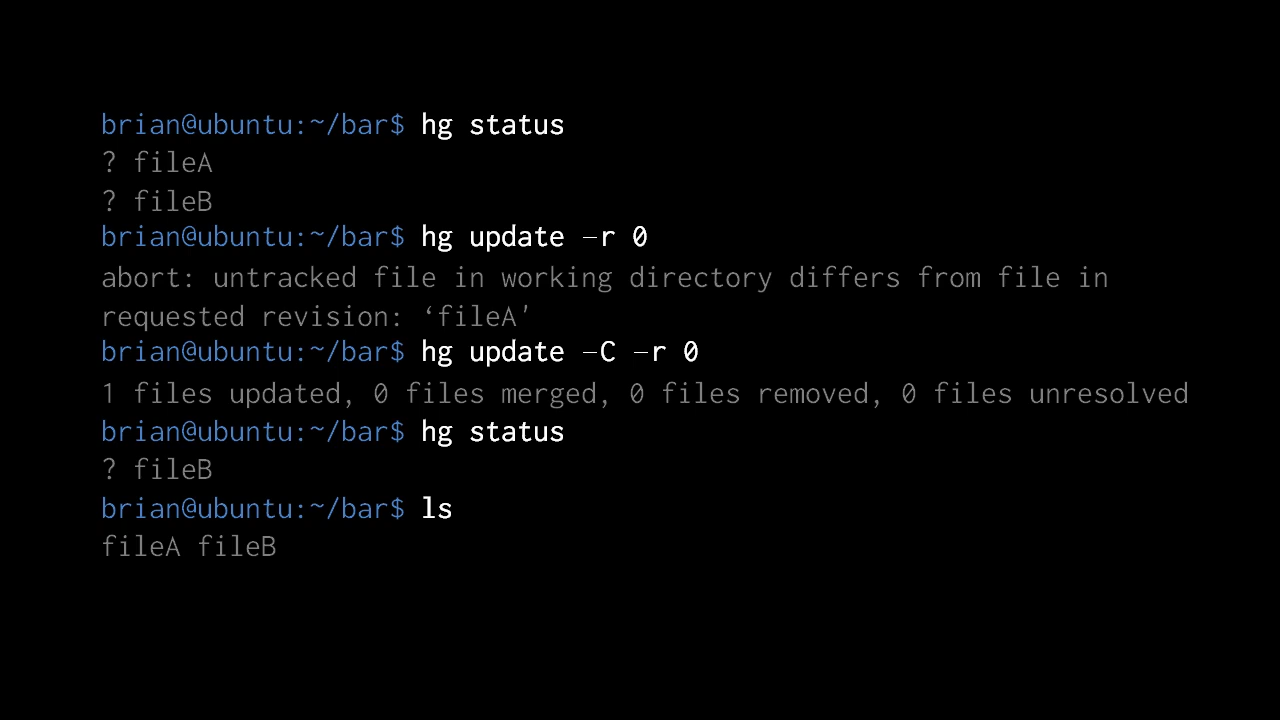 brian@ubuntu:~/bar$ hg status
? fileA
? fileB
brian@ubuntu:~/bar$ hg update –r 0
abort: untracked file in working directory differs from file in
requested revision: ‘fileA'
brian@ubuntu:~/bar$ hg update –C –r 0
1 files updated, 0 files merged, 0 files removed, 0 files unresolved
brian@ubuntu:~/bar$ hg status
? fileB
brian@ubuntu:~/bar$ ls
fileA fileB